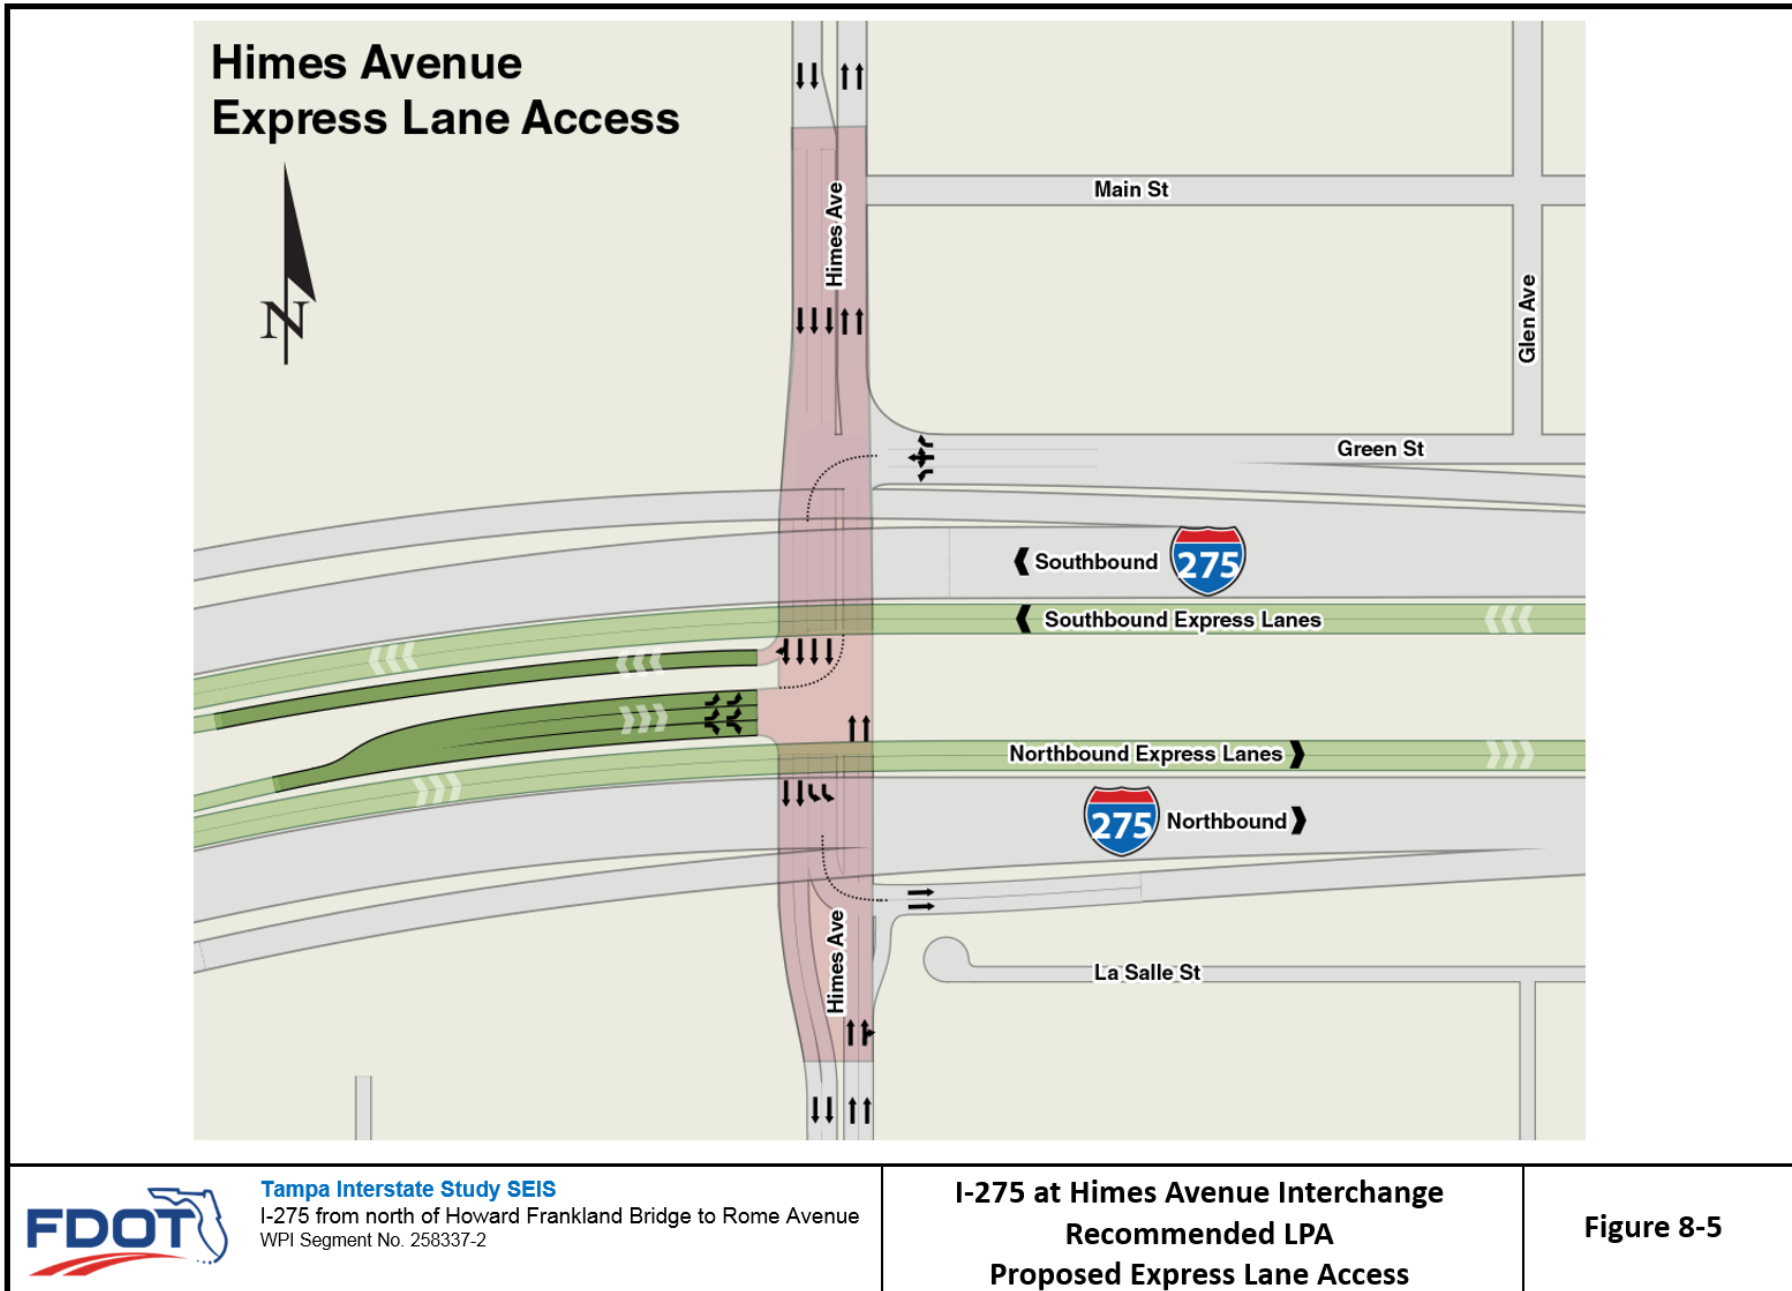 Himes Avenue
Express Lane Access
N
Main St
Himes Ave
Glen Ave
Green St
Southbound
275
Southbound Express Lanes
Northbound Express Lanes
275
Northbound
Himes Ave
La Salle St
FDOT
Tampa Interstate Study SEIS
I-275 from north of Howard Frankland Bridge to Rome Avenue
WPI Segment No. 258337-2
I-275 at Himes Avenue Interchange
Recommended LPA
Proposed Express Lane Access
Figure 8-5